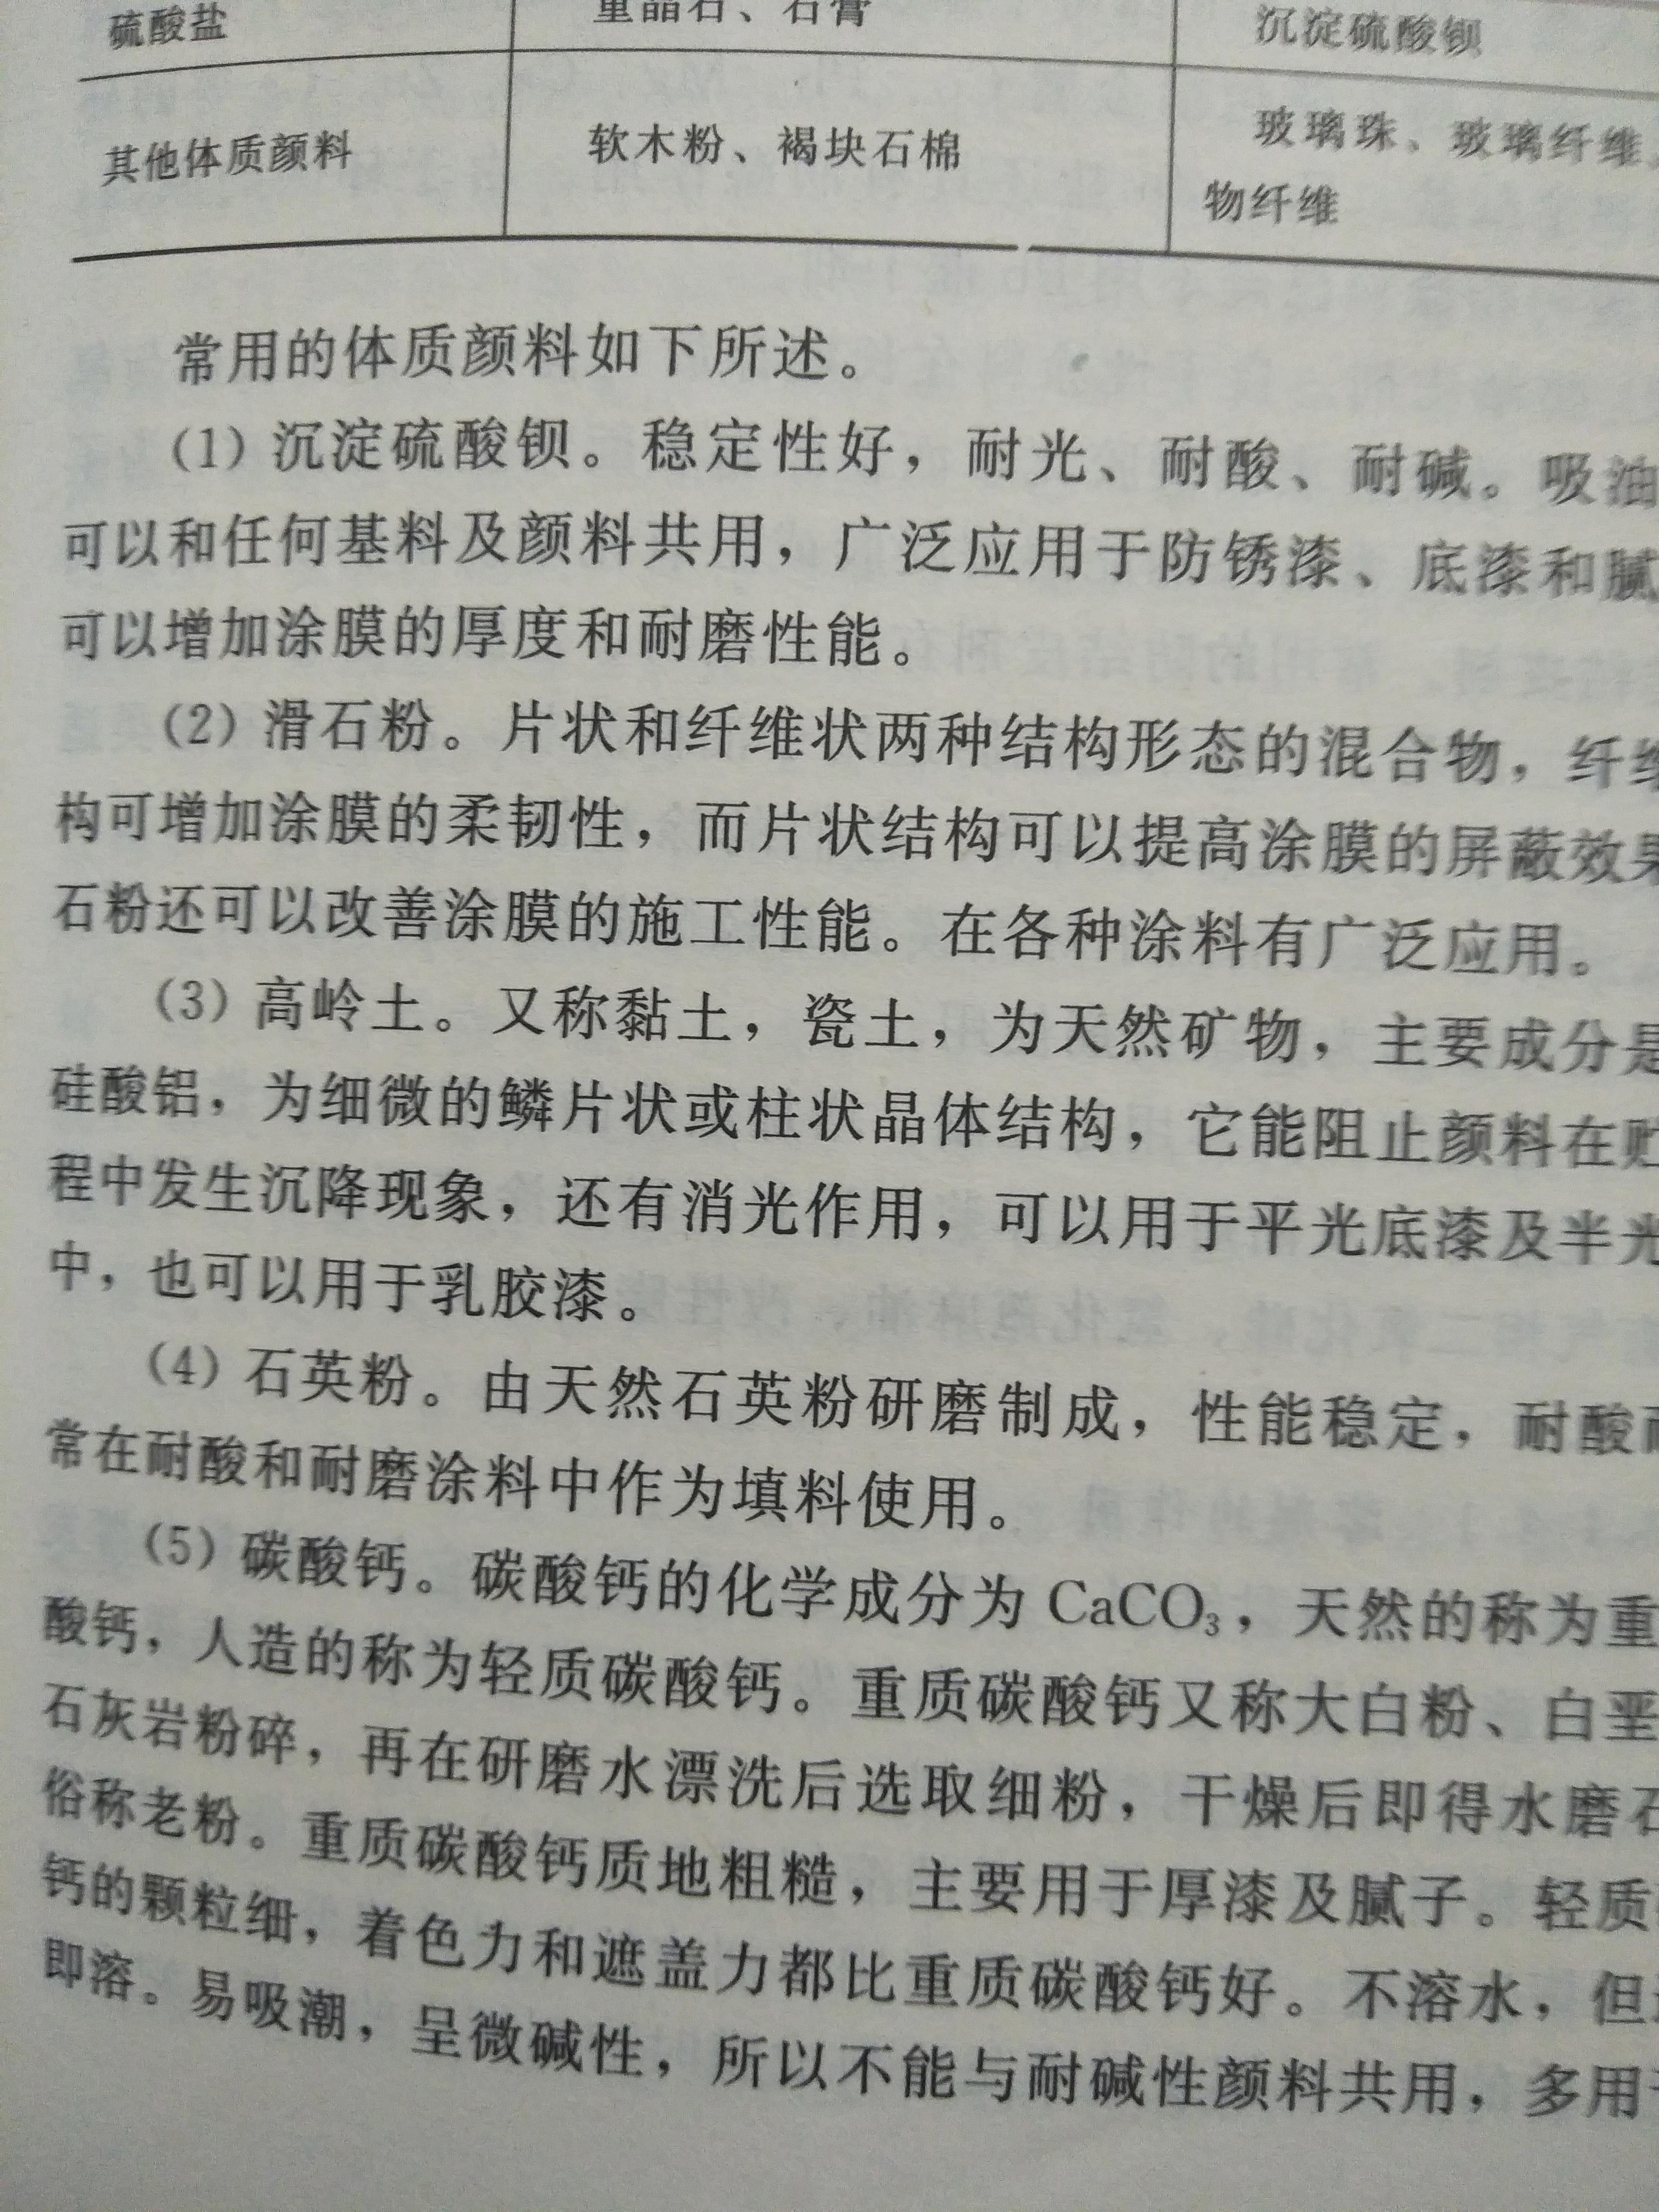 硫酸盐 重晶石、石膏 沉淀硫酸钡
其他体质颜料 软木粉、褐块石棉 玻璃珠、玻璃纤维、
物纤维
常用的体质颜料如下所述。
(1) 沉淀硫酸钡。稳定性好，耐光、耐酸、耐碱。吸油
可以和任何基料及颜料共用，广泛应用于防锈漆、底漆和腻
可以增加涂膜的厚度和耐磨性能。
(2) 滑石粉。片状和纤维状两种结构形态的混合物，纤维
构可增加涂膜的柔韧性，而片状结构可以提高涂膜的屏蔽效果
石粉还可以改善涂膜的施工性能。在各种涂料有广泛应用。
(3) 高岭土。又称黏土，瓷土，为天然矿物，主要成分是
硅酸铝，为细微的鳞片状或柱状晶体结构，它能阻止颜料在贮
程中发生沉降现象，还有消光作用，可以用于平光底漆及半光
中，也可以用于乳胶漆。
(4) 石英粉。由天然石英粉研磨制成，性能稳定，耐酸耐
常在耐酸和耐磨涂料中作为填料使用。
(5) 碳酸钙。碳酸钙的化学成分为 CaCO₃，天然的称为重
酸钙，人造的称为轻质碳酸钙。重质碳酸钙又称大白粉、白垩
石灰岩粉碎，再在研磨水漂洗后选取细粉，干燥后即得水磨石
俗称老粉。重质碳酸钙质地粗糙，主要用于厚漆及腻子。轻质
钙的颗粒细，着色力和遮盖力都比重质碳酸钙好。不溶水，但
即溶。易吸潮，呈微碱性，所以不能与耐碱性颜料共用，多用